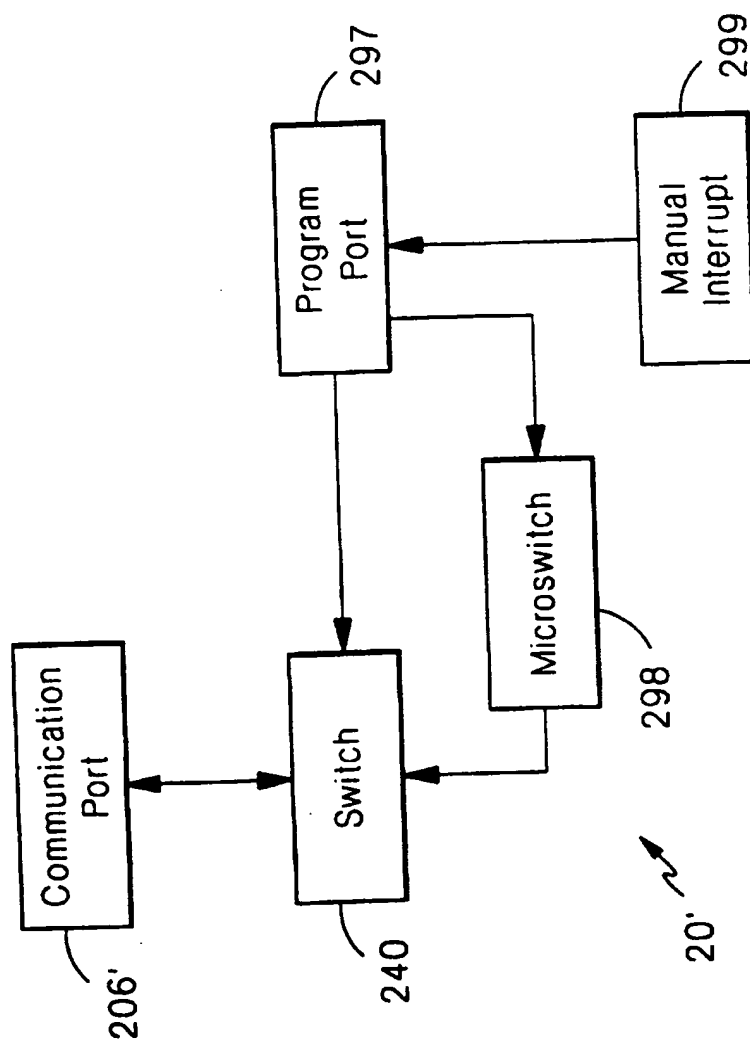 Communication
Port
206'
Switch
240
Program
Port
297
Microswitch
298
Manual
Interrupt
299
20'